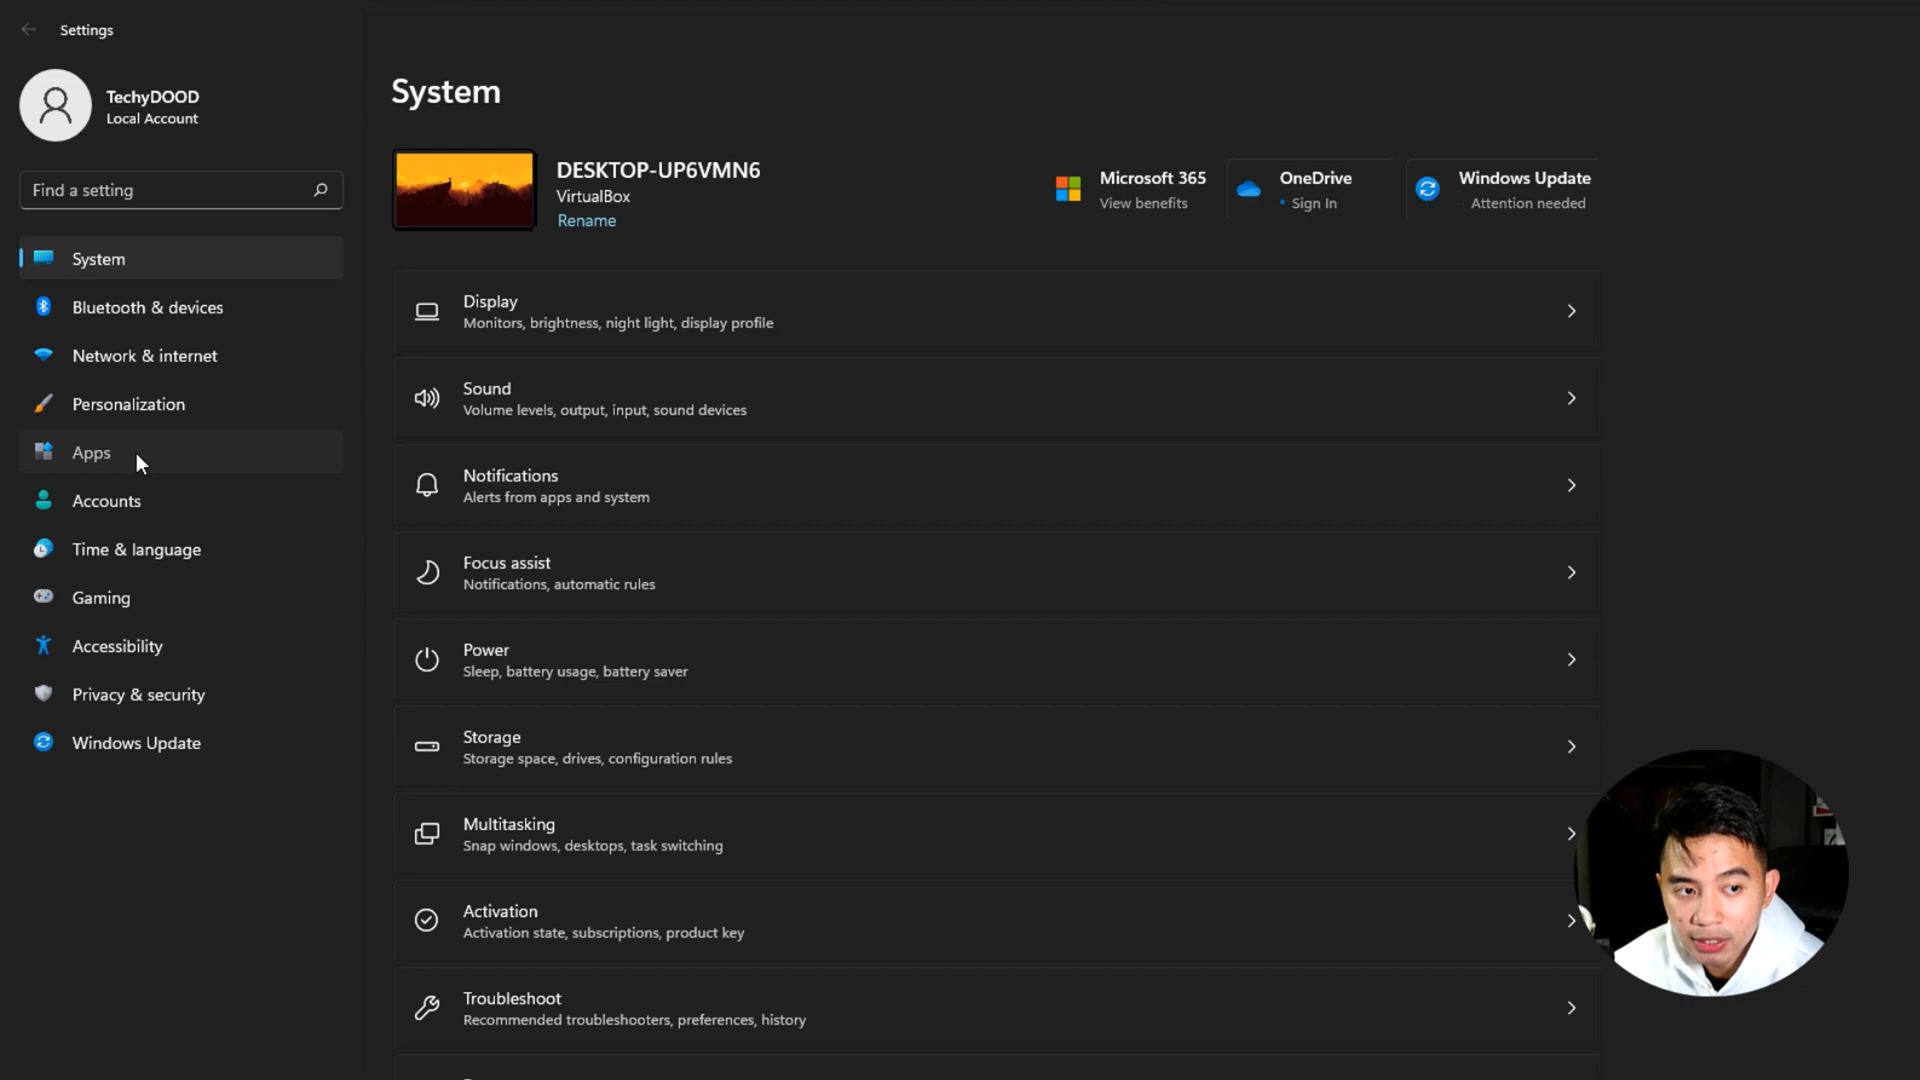 Settings
TechyDOOD
Local Account
Find a setting
System
Bluetooth & devices
Network & internet
Personalization
Apps
Accounts
Time & language
Gaming
Accessibility
Privacy & security
Windows Update
System
DESKTOP-UP6VMN6
VirtualBox
Rename
Microsoft 365
View benefits
OneDrive
• Sign In
Windows Update
Attention needed
Display
Monitors, brightness, night light, display profile
Sound
Volume levels, output, input, sound devices
Notifications
Alerts from apps and system
Focus assist
Notifications, automatic rules
Power
Sleep, battery usage, battery saver
Storage
Storage space, drives, configuration rules
Multitasking
Snap windows, desktops, task switching
Activation
Activation state, subscriptions, product key
Troubleshoot
Recommended troubleshooters, preferences, history